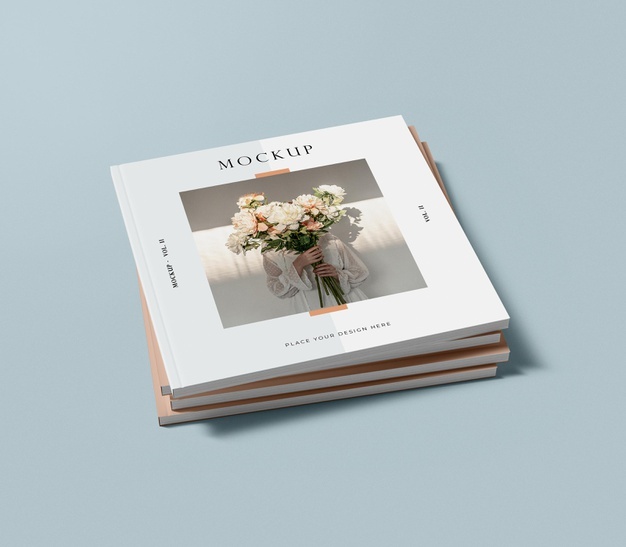 MOCKUP
MOCKUP - VOL. II
VOL. II
PLACE YOUR DESIGN HERE